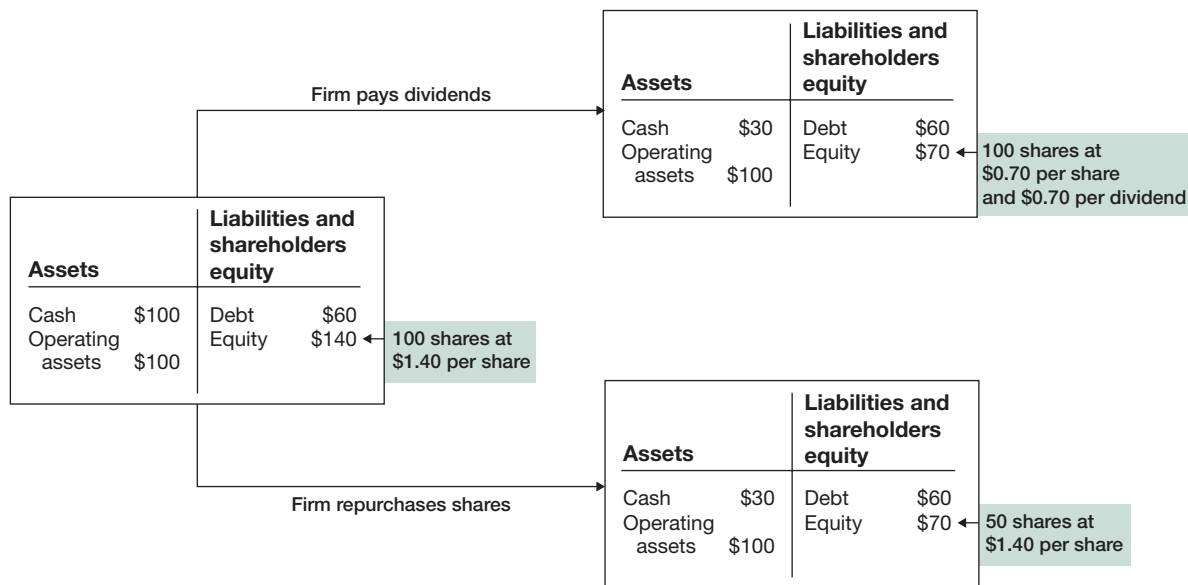 Firm pays dividends
Assets
Liabilities and
shareholders
equity
Cash $30
Operating
assets $100
Debt $60
Equity $70
100 shares at
$0.70 per share
and $0.70 per dividend
Assets
Liabilities and
shareholders
equity
Cash $100
Operating
assets $100
Debt $60
Equity $140
100 shares at
$1.40 per share
Firm repurchases shares
Assets
Liabilities and
shareholders
equity
Cash $30
Operating
assets $100
Debt $60
Equity $70
50 shares at
$1.40 per share